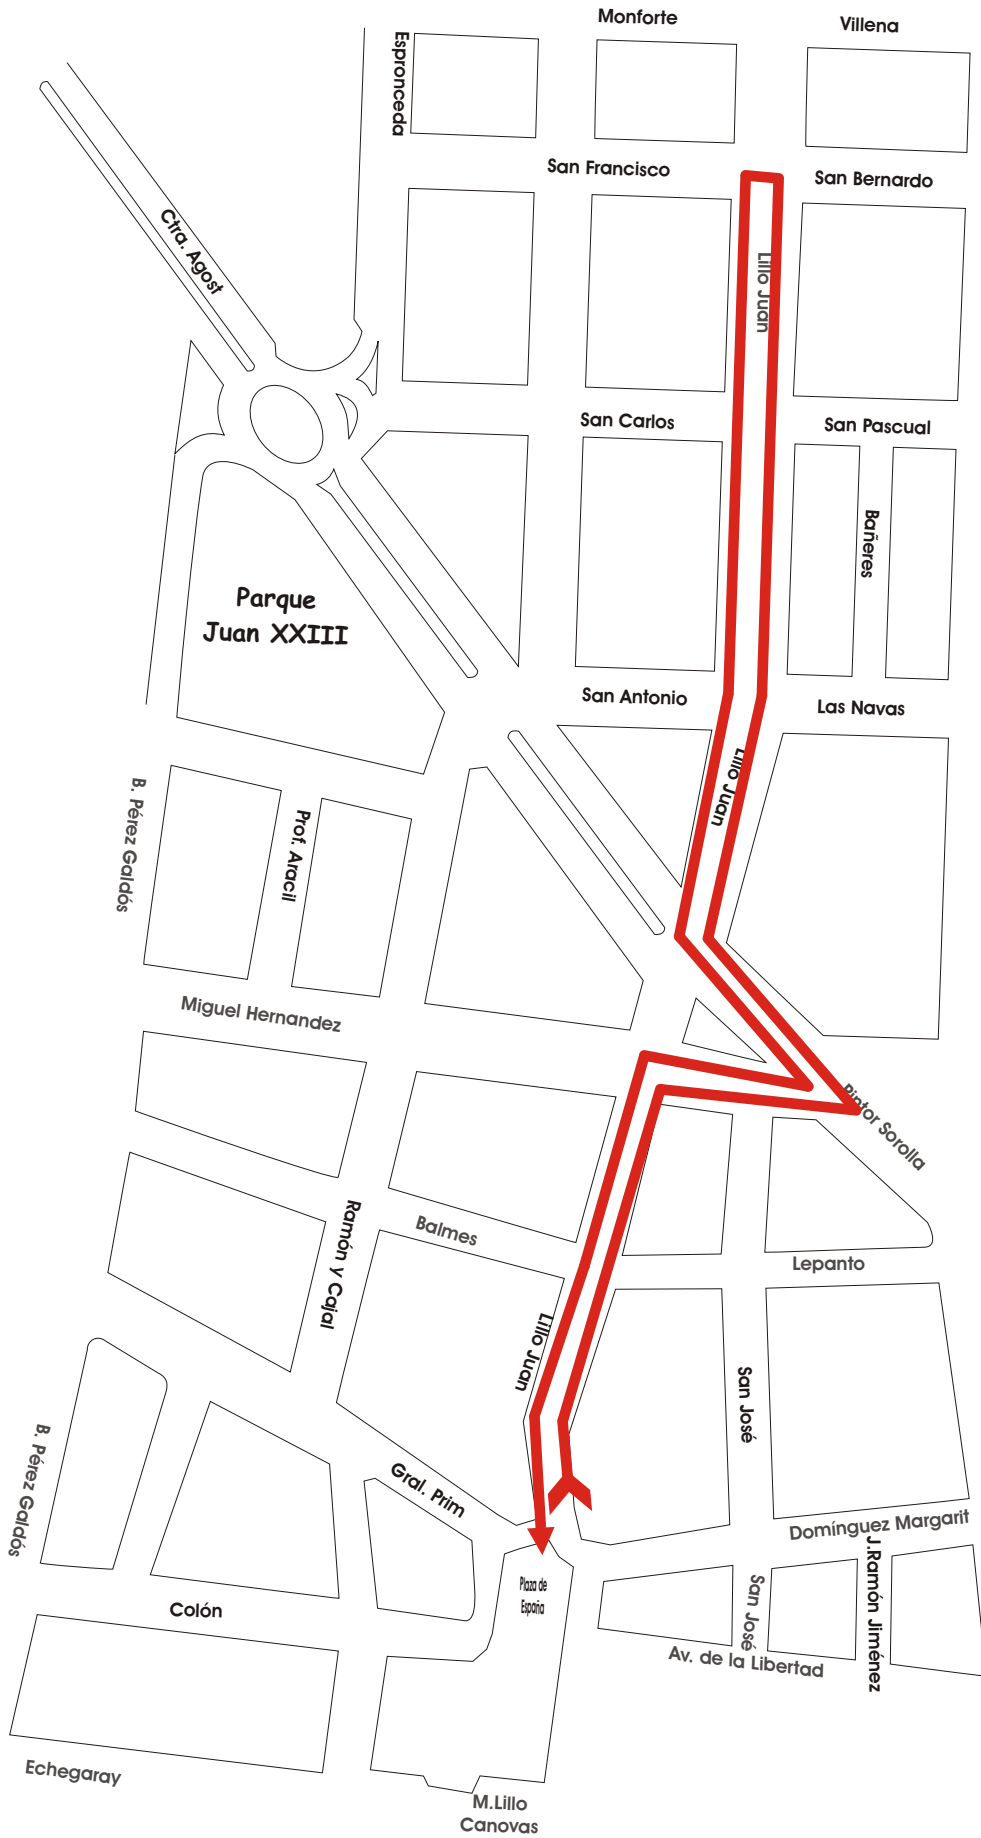 Monforte
Villena
Espronceda
San Francisco
San Bernardo
Ctra. Agost
Lillo Juan
San Carlos
San Pascual
Bañeres
Parque
Juan XXIII
San Antonio
Las Navas
Lillo Juan
B. Pérez Galdós
Prof. Aracil
Miguel Hernandez
Pintor Sorolla
Ramón y Cajal
Balmes
Lepanto
Lillo Juan
San José
B. Pérez Galdós
Gral. Prim
Domínguez Margarit
J.Ramón Jiménez
Plaza de
España
San José
Colón
Av. de la Libertad
Echegaray
M.Lillo
Canovas